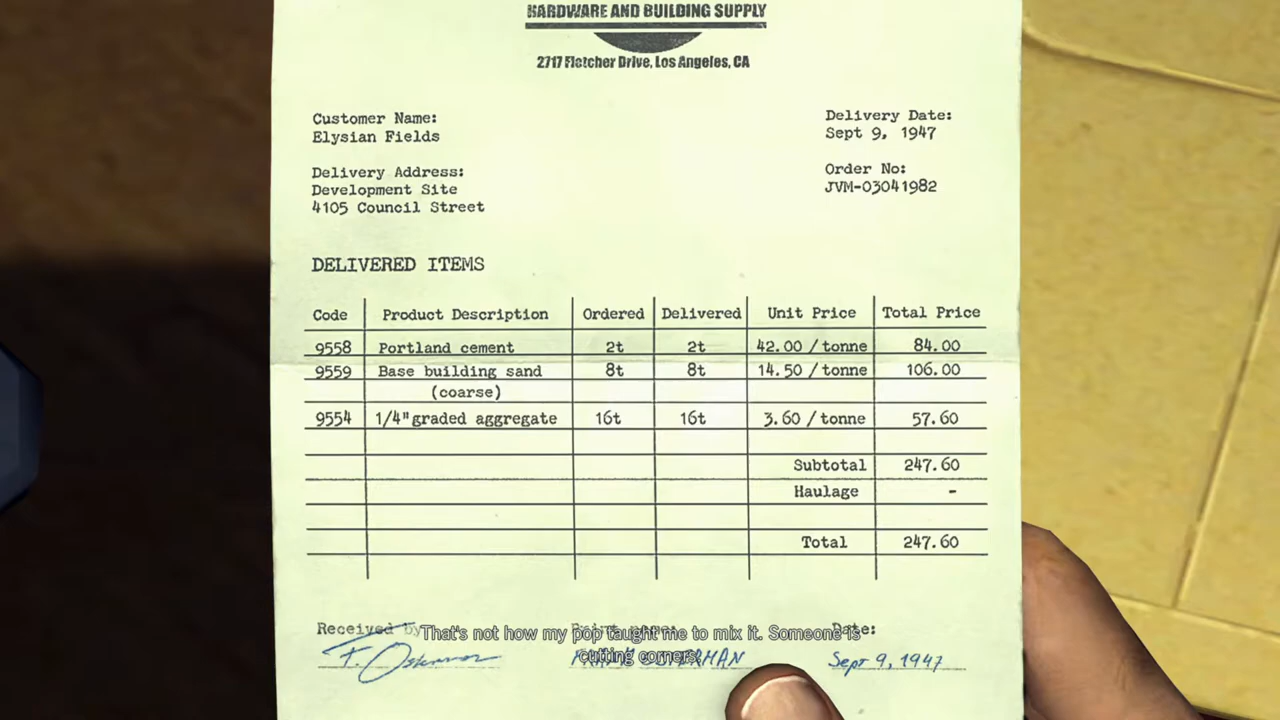 HARDWARE AND BUILDING SUPPLY
2717 Fletcher Drive, Los Angeles, CA
Customer Name:
Elysian Fields
Delivery Date:
Sept 9, 1947
Delivery Address:
Development Site
4105 Council Street
Order No:
JVM-03041982
DELIVERED ITEMS
Code Product Description Ordered Delivered Unit Price Total Price
9558 Portland cement 2t 2t 42.00 /tonne 84.00
9559 Base building sand 8t 8t 14.50 /tonne 106.00
(coarse)
9554 1/4" graded aggregate 16t 16t 3.60 /tonne 57.60
Subtotal 247.60
Haulage -
Total 247.60
Received by Date:
That's not how my pop taught me to mix it. Someone is
cutting corners.
Sept 9, 1947